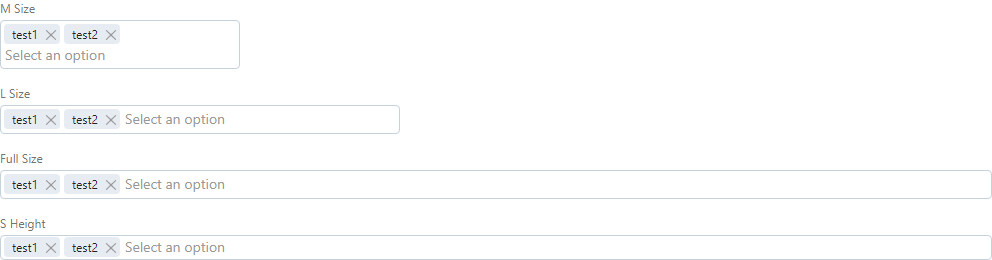 M Size
test1 test2
Select an option
L Size
test1 test2 Select an option
Full Size
test1 test2 Select an option
S Height
test1 test2 Select an option